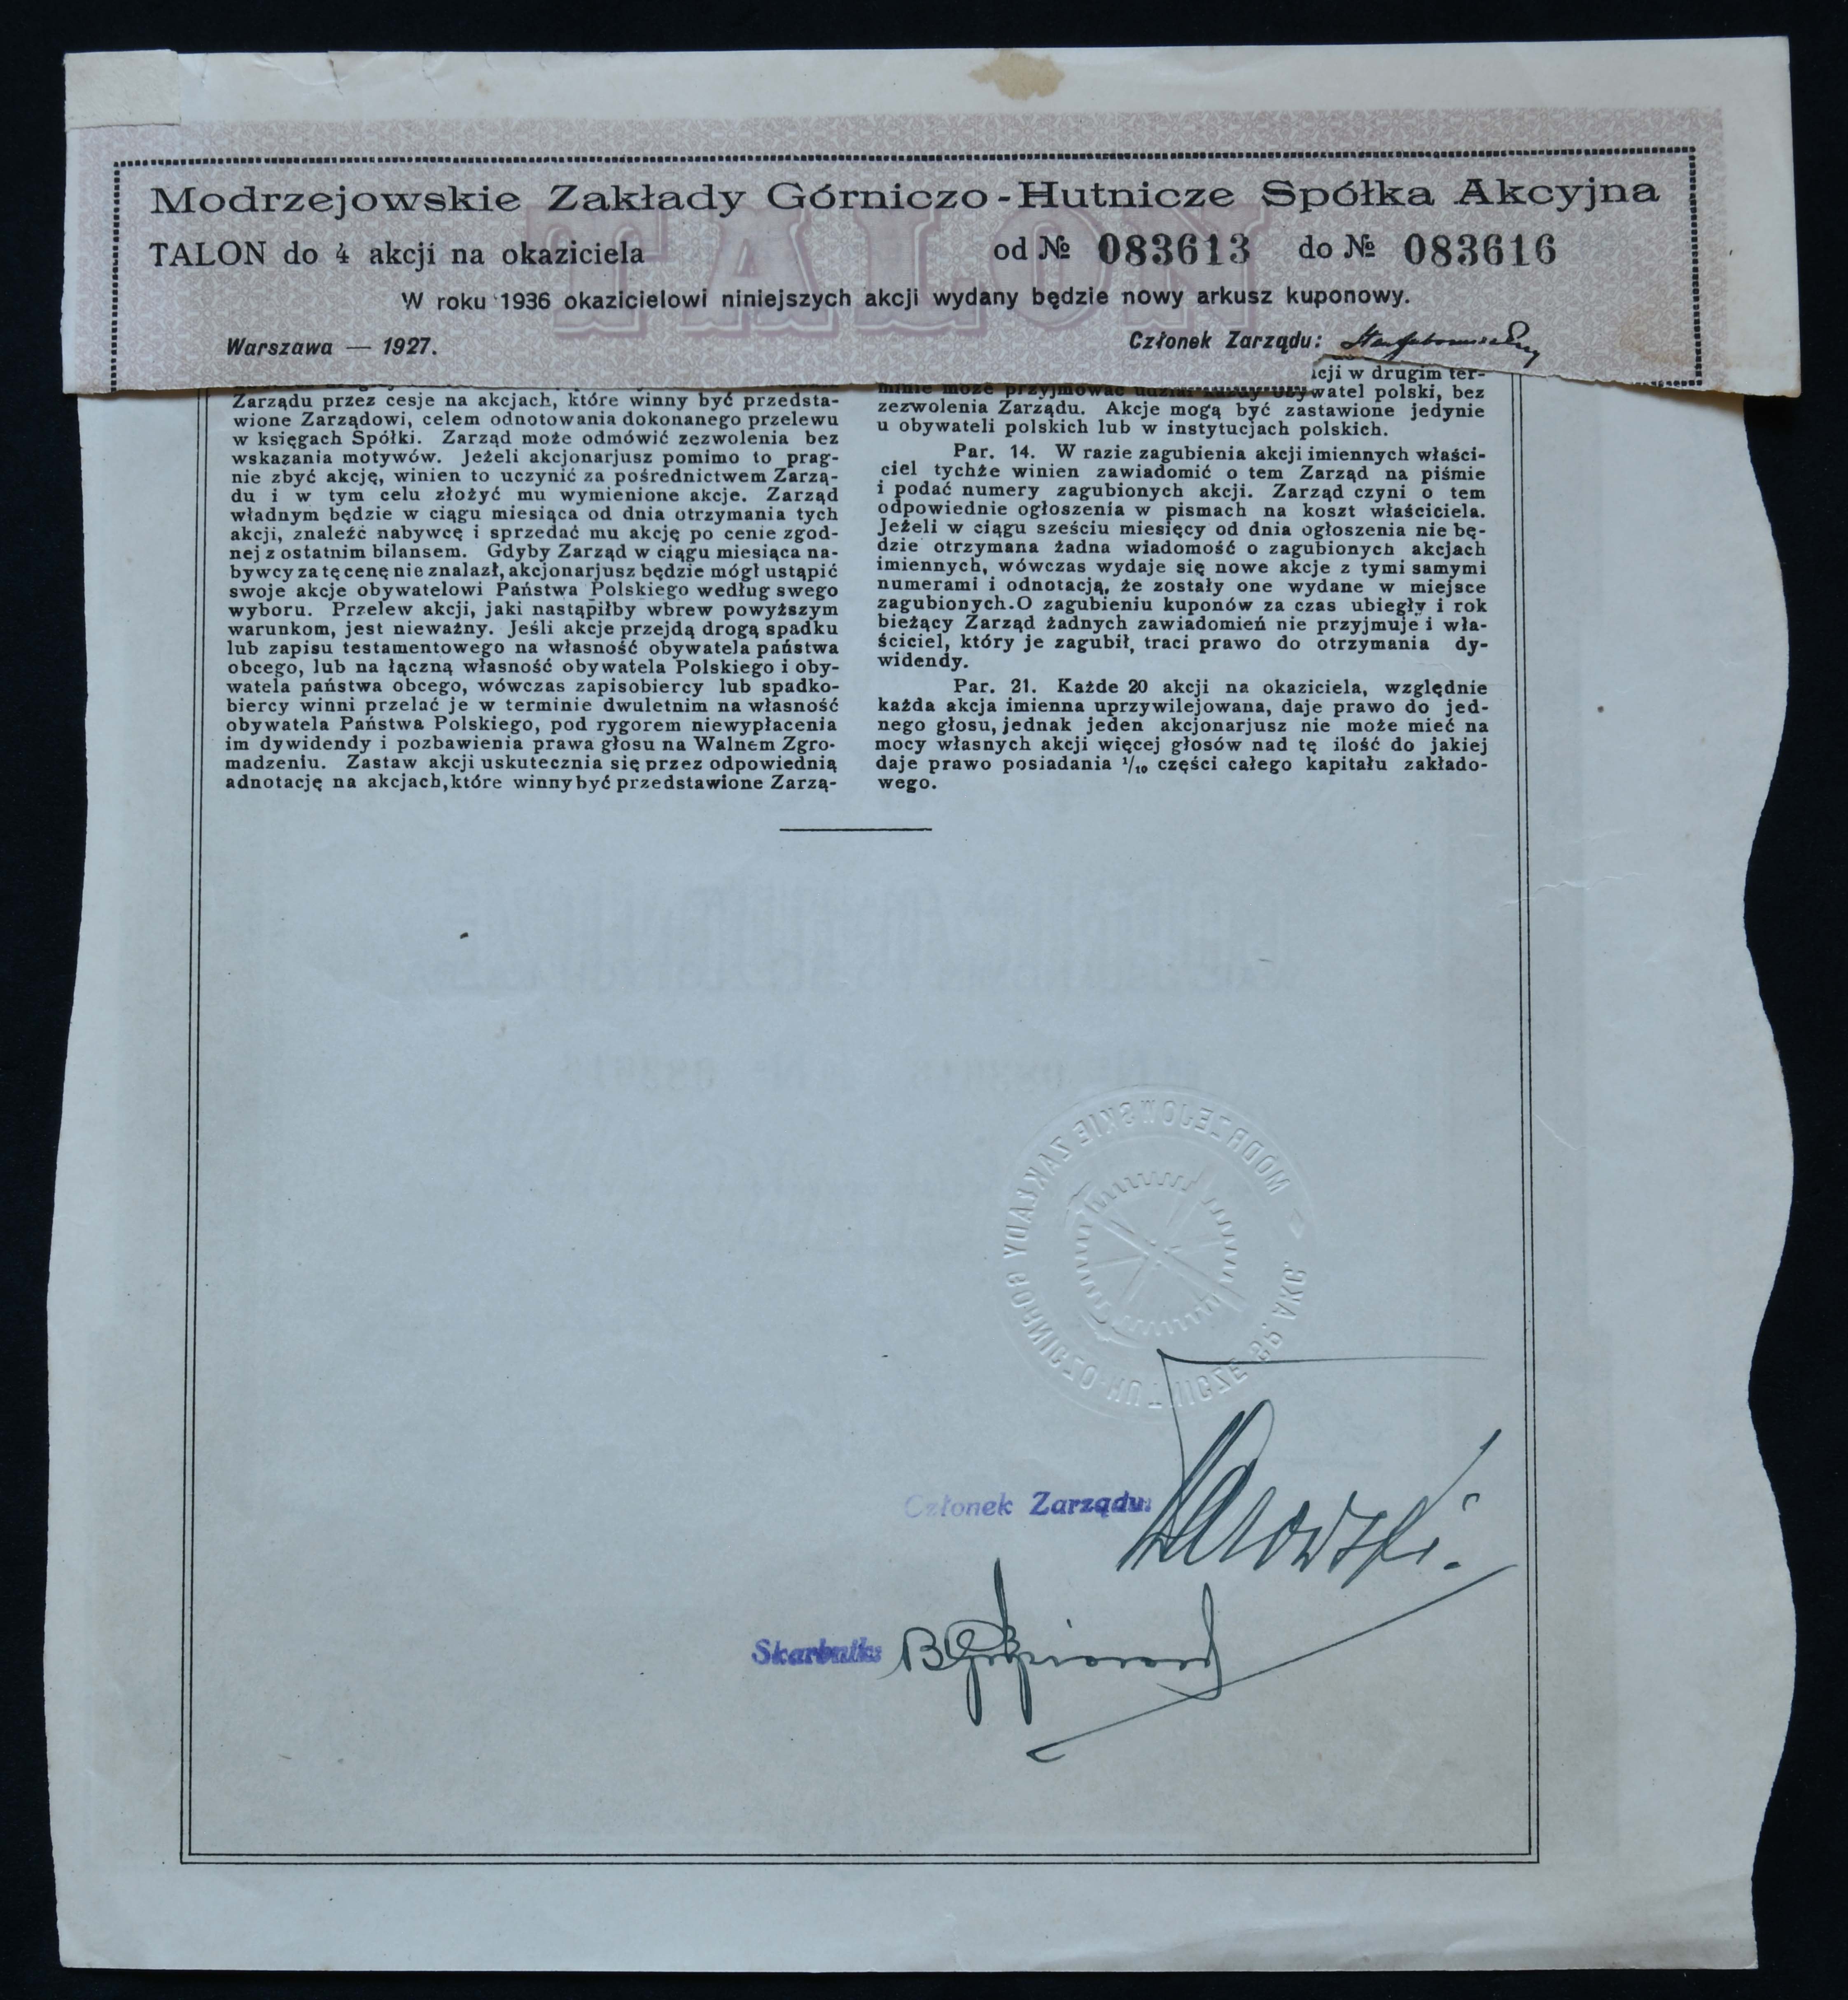 Modrzejowskie Zakłady Górniczo-Hutnicze Spółka Akcyjna
TALON
TALON do 4 akcji na okaziciela od № 083613 do № 083616
W roku 1936 okazicielowi niniejszych akcji wydany będzie nowy arkusz kuponowy.
Warszawa — 1927. Członek Zarządu:
Zarządu przez cesje na akcjach, które winny być przedsta-
wione Zarządowi, celem odnotowania dokonanego przelewu
w księgach Spółki. Zarząd może odmówić zezwolenia bez
wskazania motywów. Jeżeli akcjonarjusz pomimo to prag-
nie zbyć akcję, winien to uczynić za pośrednictwem Zarzą-
du i w tym celu złożyć mu wymienione akcje. Zarząd
władnym będzie w ciągu miesiąca od dnia otrzymania tych
akcji, znaleźć nabywcę i sprzedać mu akcję po cenie zgod-
nej z ostatnim bilansem. Gdyby Zarząd w ciągu miesiąca na-
bywcy za tę cenę nie znalazł, akcjonarjusz będzie mógł ustąpić
swoje akcje obywatelowi Państwa Polskiego według swego
wyboru. Przelew akcji, jaki nastąpiłby wbrew powyższym
warunkom, jest nieważny. Jeśli akcje przejdą drogą spadku
lub zapisu testamentowego na własność obywatela państwa
obcego, lub na łączną własność obywatela Polskiego i oby-
watela państwa obcego, wówczas zapisobiercy lub spadko-
biercy winni przelać je w terminie dwuletnim na własność
obywatela Państwa Polskiego, pod rygorem niewypłacenia
im dywidendy i pozbawienia prawa głosu na Walnem Zgro-
madzeniu. Zastaw akcji uskutecznia się przez odpowiednią
adnotację na akcjach, które winny być przedstawione Zarzą-
w drugim ter-
minie może przyjmować udział każdy obywatel polski, bez
zezwolenia Zarządu. Akcje mogą być zastawione jedynie
u obywateli polskich lub w instytucjach polskich.
Par. 14. W razie zagubienia akcji imiennych właści-
ciel tychże winien zawiadomić o tem Zarząd na piśmie
i podać numery zagubionych akcji. Zarząd czyni o tem
odpowiednie ogłoszenia w pismach na koszt właściciela.
Jeżeli w ciągu sześciu miesięcy od dnia ogłoszenia nie bę-
dzie otrzymana żadna wiadomość o zagubionych akcjach
imiennych, wówczas wydaje się nowe akcje z tymi samymi
numerami i odnotacją, że zostały one wydane w miejsce
zagubionych. O zagubieniu kuponów za czas ubiegły i rok
bieżący Zarząd żadnych zawiadomień nie przyjmuje i wła-
ściciel, który je zagubił, traci prawo do otrzymania dy-
widendy.
Par. 21. Każde 20 akcji na okaziciela, względnie
każda akcja imienna uprzywilejowana, daje prawo do jed-
nego głosu, jednak jeden akcjonarjusz nie może mieć na
mocy własnych akcji więcej głosów nad tę ilość do jakiej
daje prawo posiadania 1/10 części całego kapitału zakłado-
wego.
MODRZEJOWSKIE ZAKŁADY GÓRNICZO-HUTNICZE SP. AKC.
Członek Zarządu:
Skarbnik: